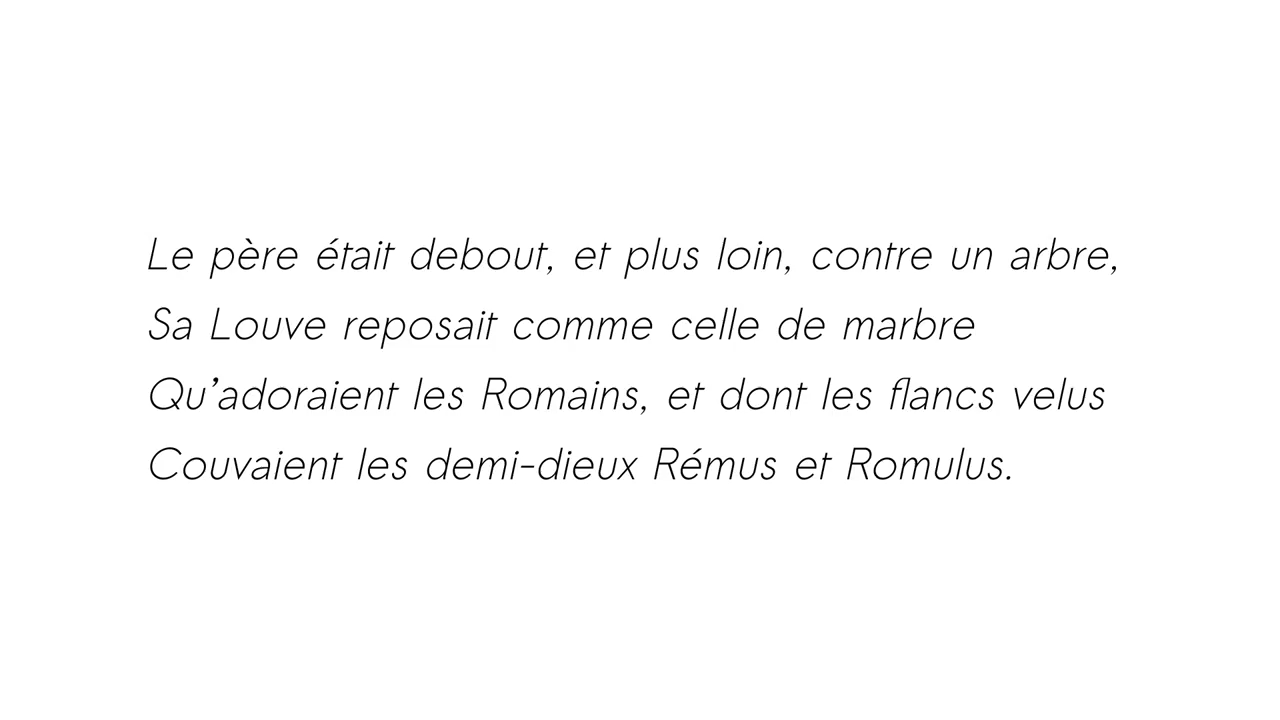 Le père était debout, et plus loin, contre un arbre,
Sa Louve reposait comme celle de marbre
Qu’adoraient les Romains, et dont les flancs velus
Couvaient les demi-dieux Rémus et Romulus.